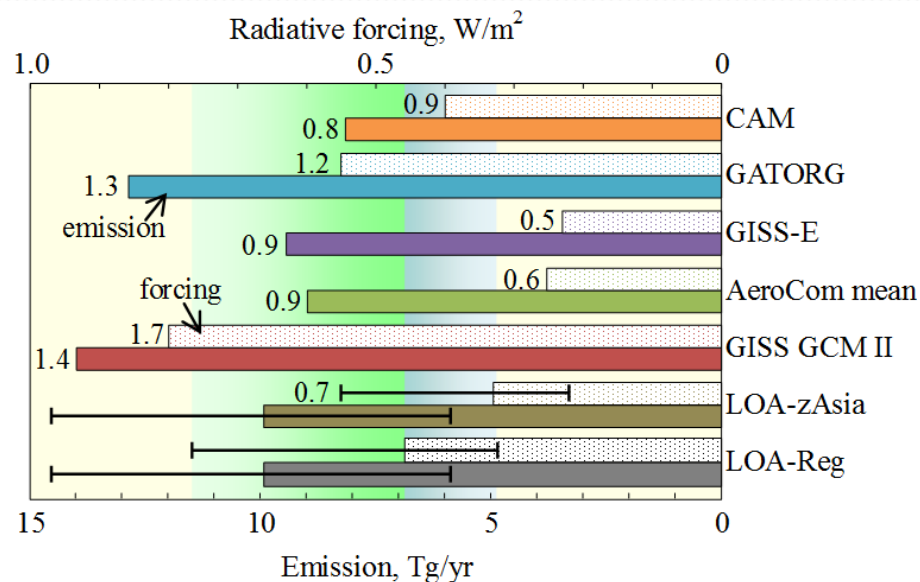 Radiative forcing, W/m²
1.0 0.5 0
0.9
CAM
0.8
1.2
GATORG
1.3
emission
0.5
GISS-E
0.9
0.6
AeroCom mean
forcing
0.9
1.7
GISS GCM II
1.4
0.7
LOA-zAsia
LOA-Reg
15 10 5 0
Emission, Tg/yr